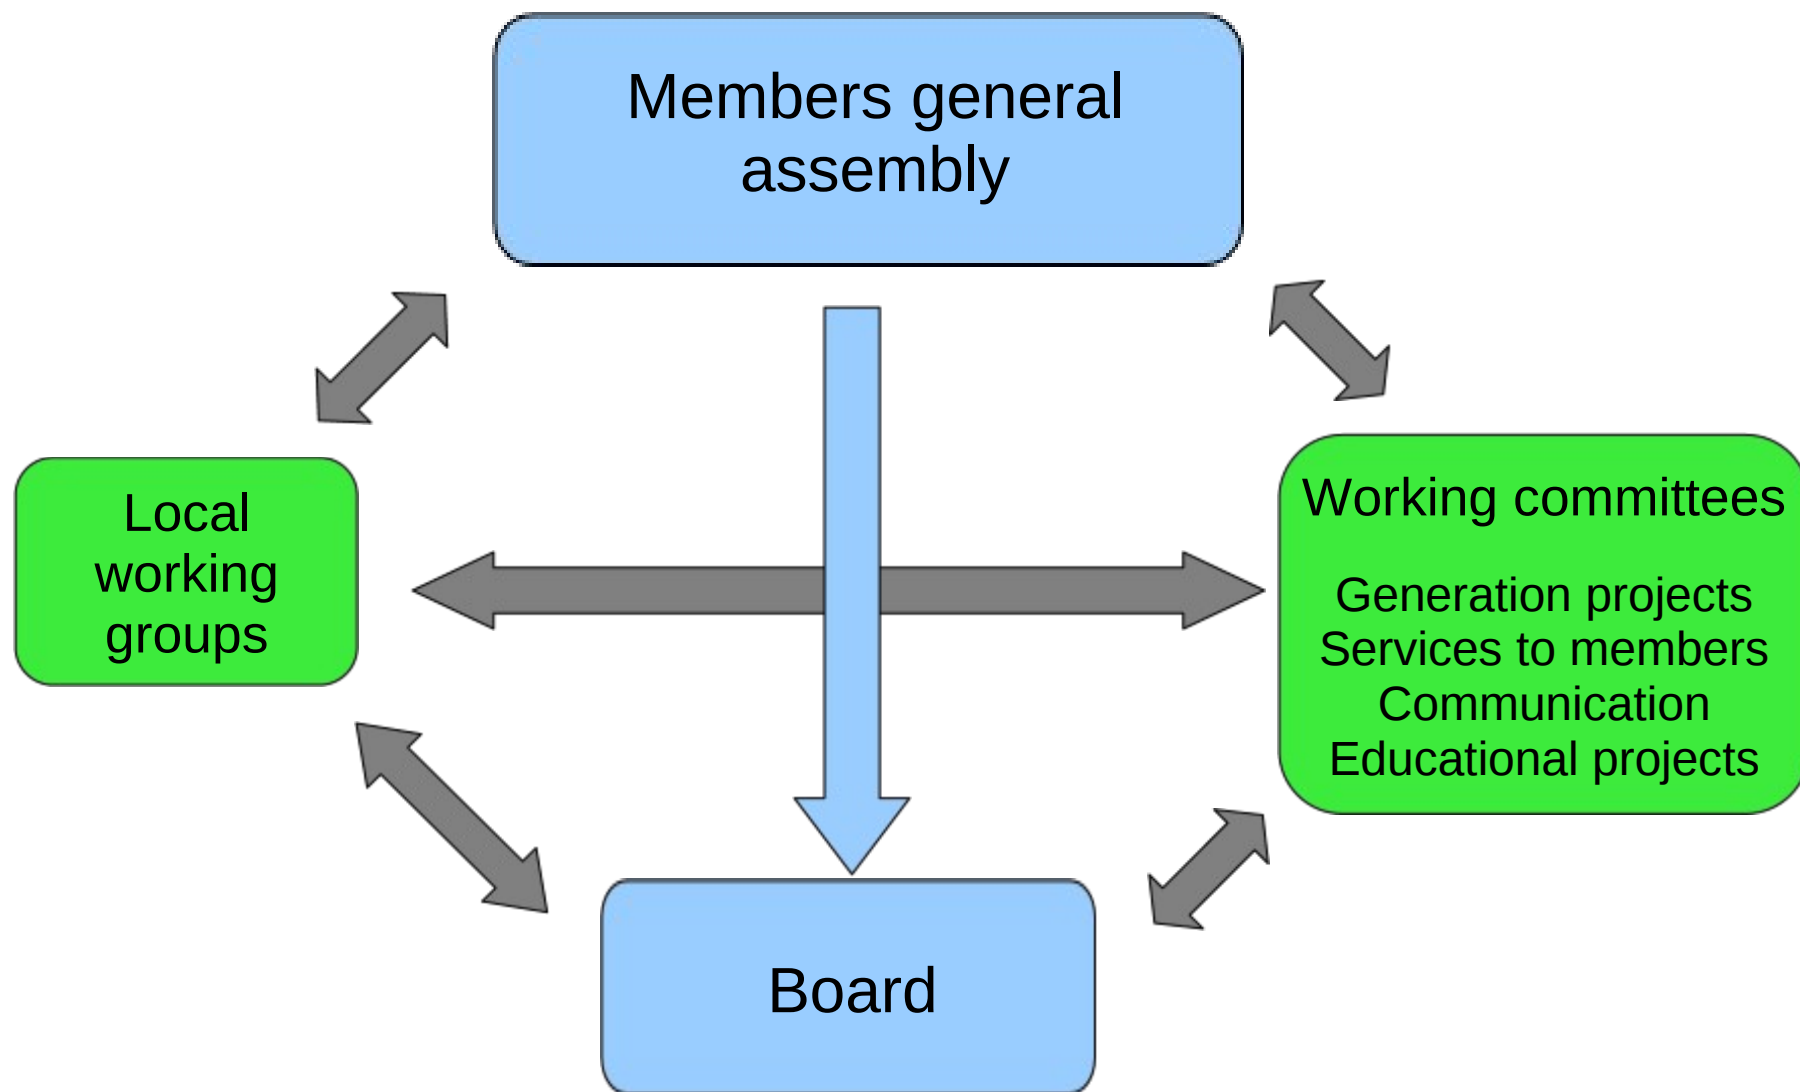 Members general
assembly
Local
working
groups
Working committees
Generation projects
Services to members
Communication
Educational projects
Board